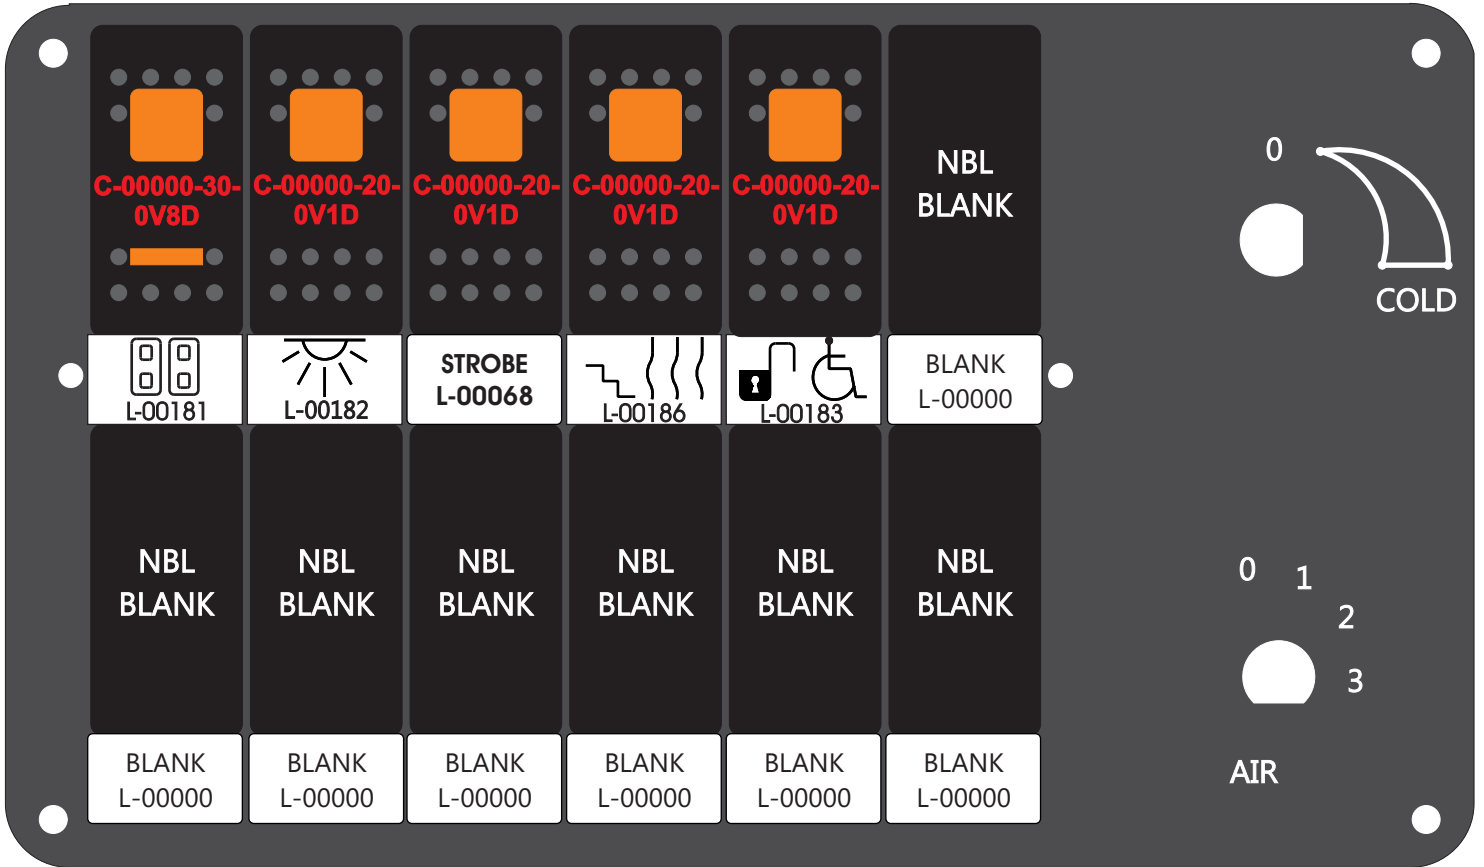 C-00000-30-
0V8D
C-00000-20-
0V1D
C-00000-20-
0V1D
C-00000-20-
0V1D
C-00000-20-
0V1D
NBL
BLANK
L-00181
L-00182
STROBE
L-00068
L-00186
L-00183
BLANK
L-00000
NBL
BLANK
NBL
BLANK
NBL
BLANK
NBL
BLANK
NBL
BLANK
NBL
BLANK
BLANK
L-00000
BLANK
L-00000
BLANK
L-00000
BLANK
L-00000
BLANK
L-00000
BLANK
L-00000
0
COLD
0
1
2
3
AIR